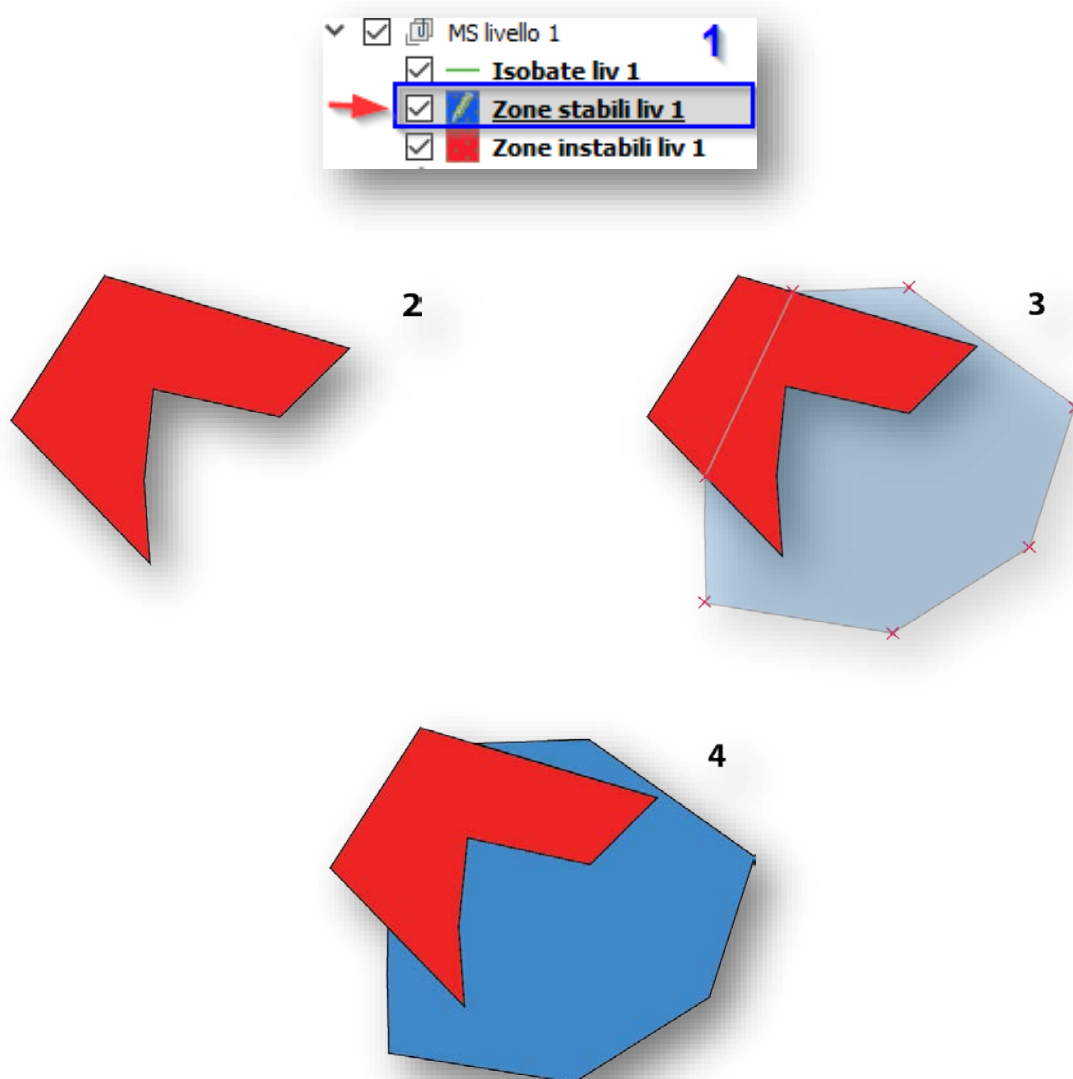 MS livello 1
1
Isobate liv 1
Zone stabili liv 1
Zone instabili liv 1
2
3
4